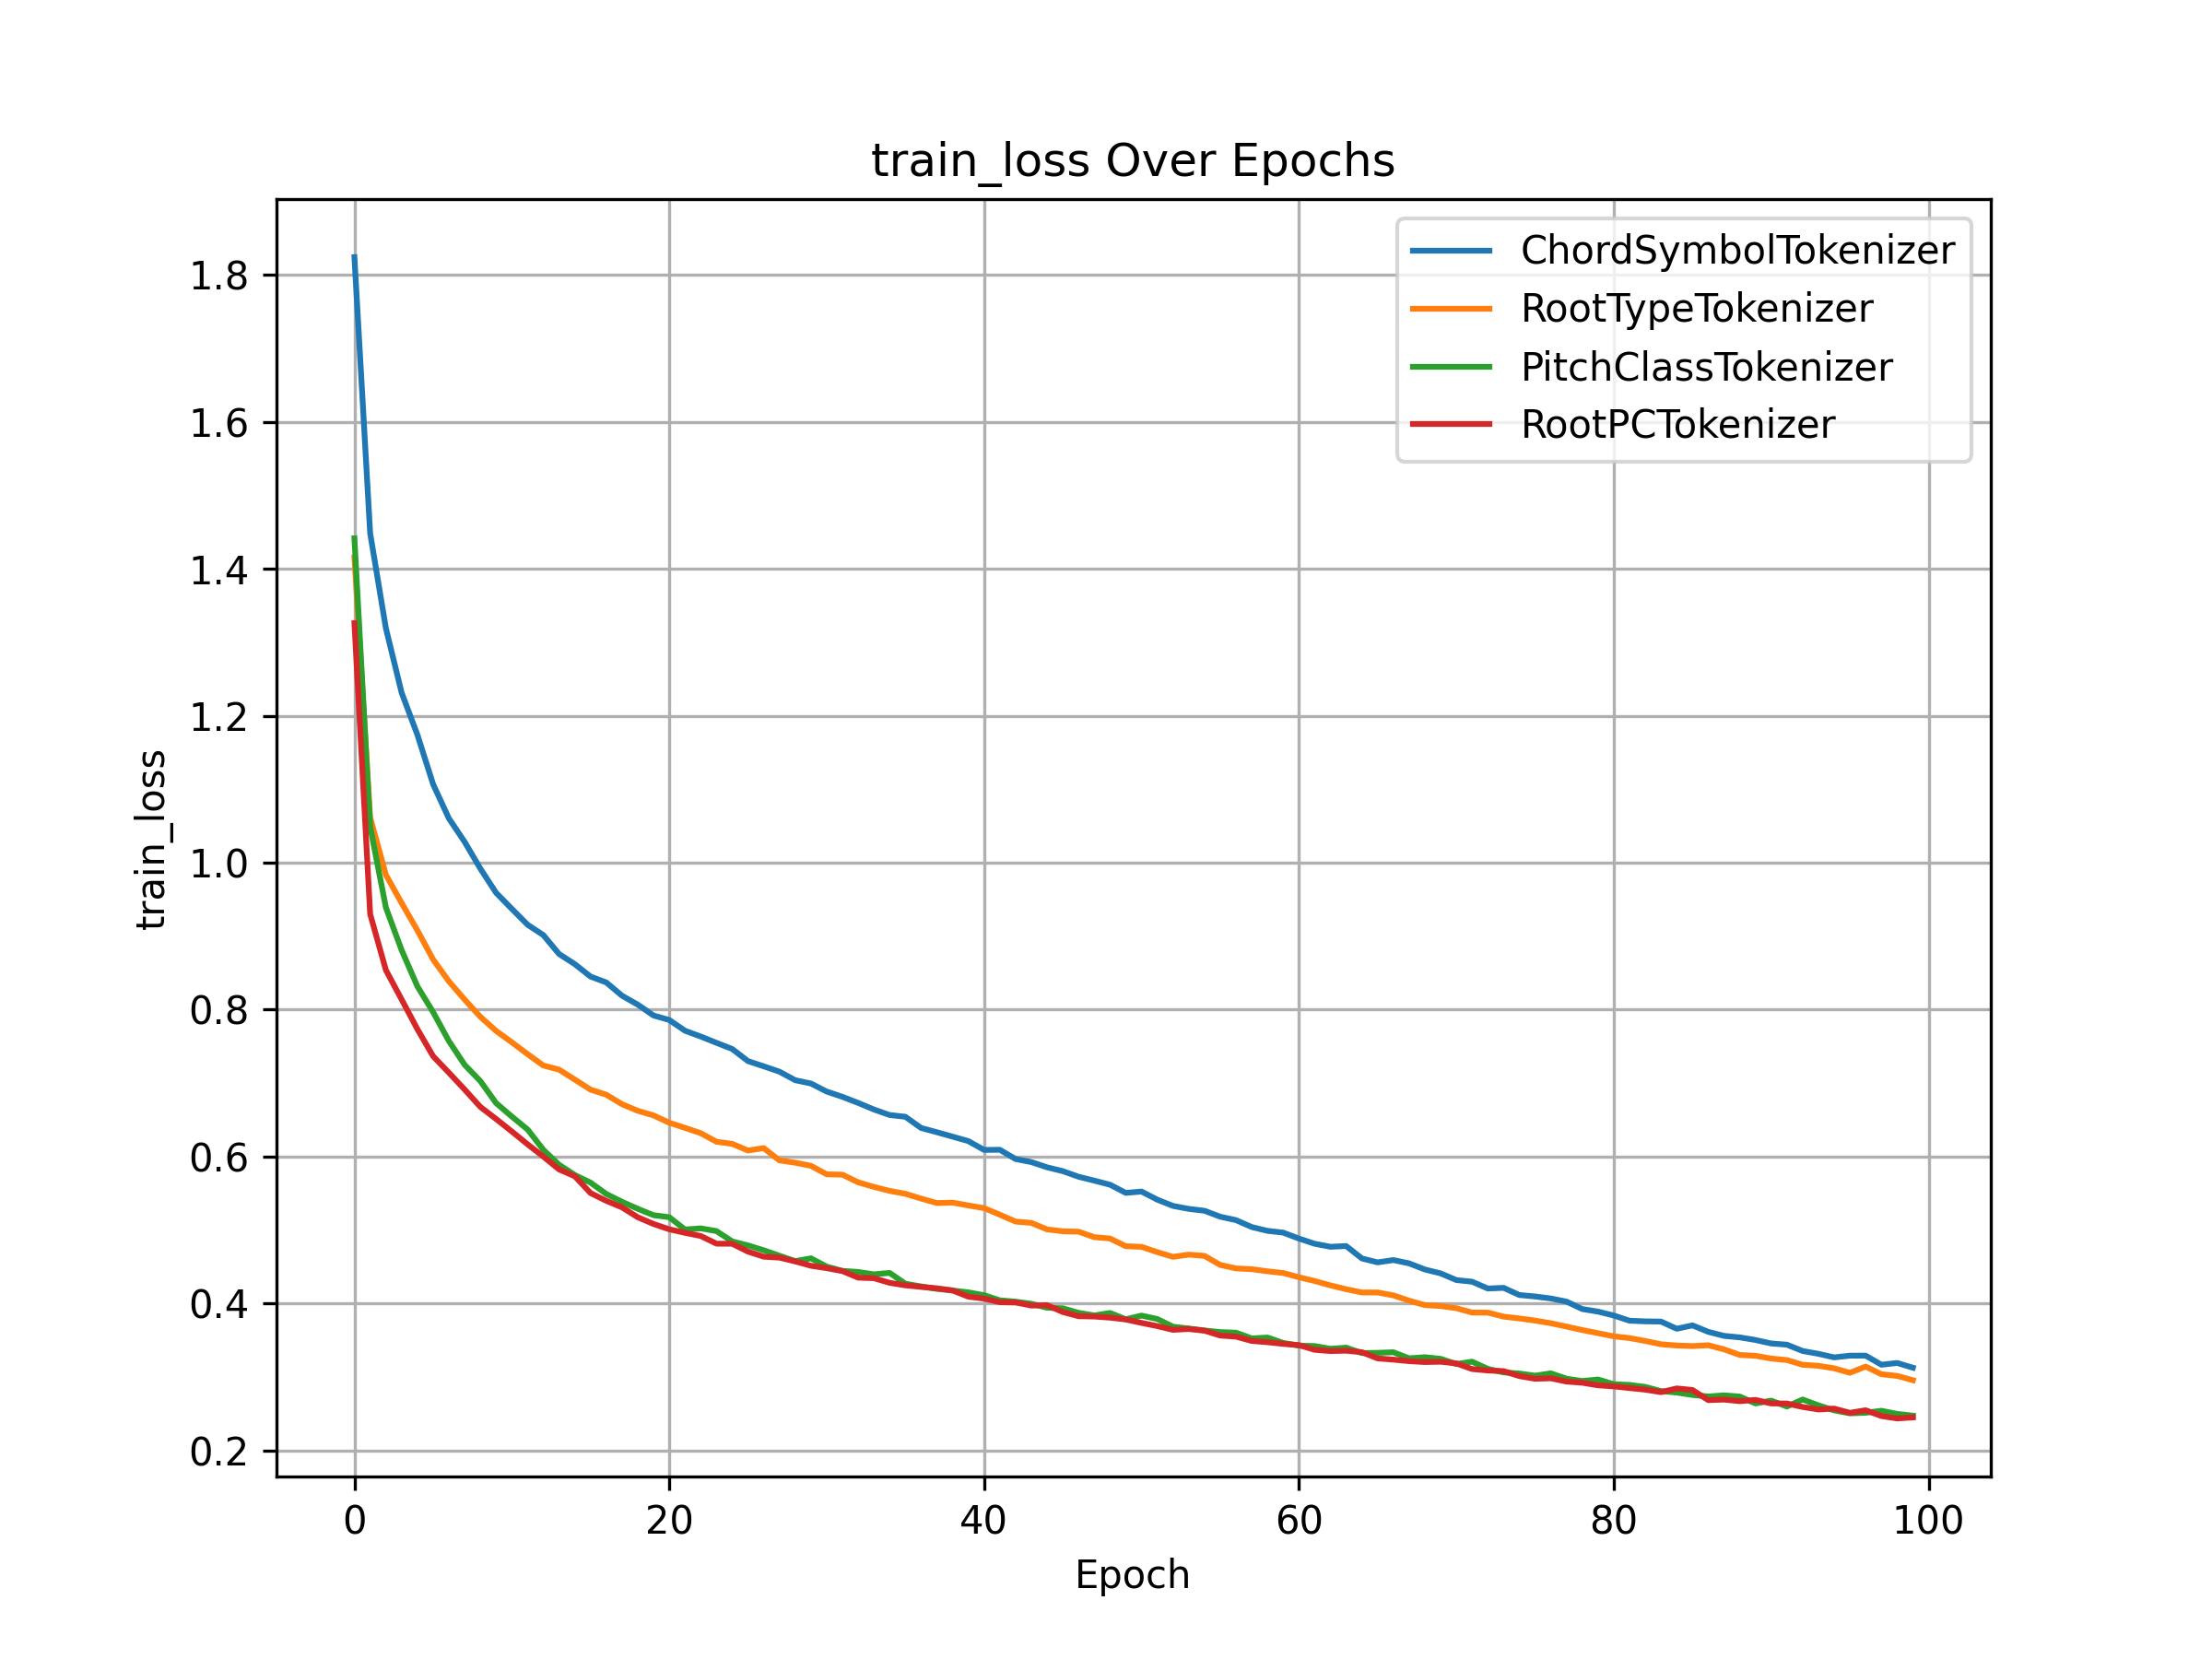 train_loss Over Epochs
ChordSymbolTokenizer
RootTypeTokenizer
PitchClassTokenizer
RootPCTokenizer
train_loss
1.8
1.6
1.4
1.2
1.0
0.8
0.6
0.4
0.2
0 20 40 60 80 100
Epoch